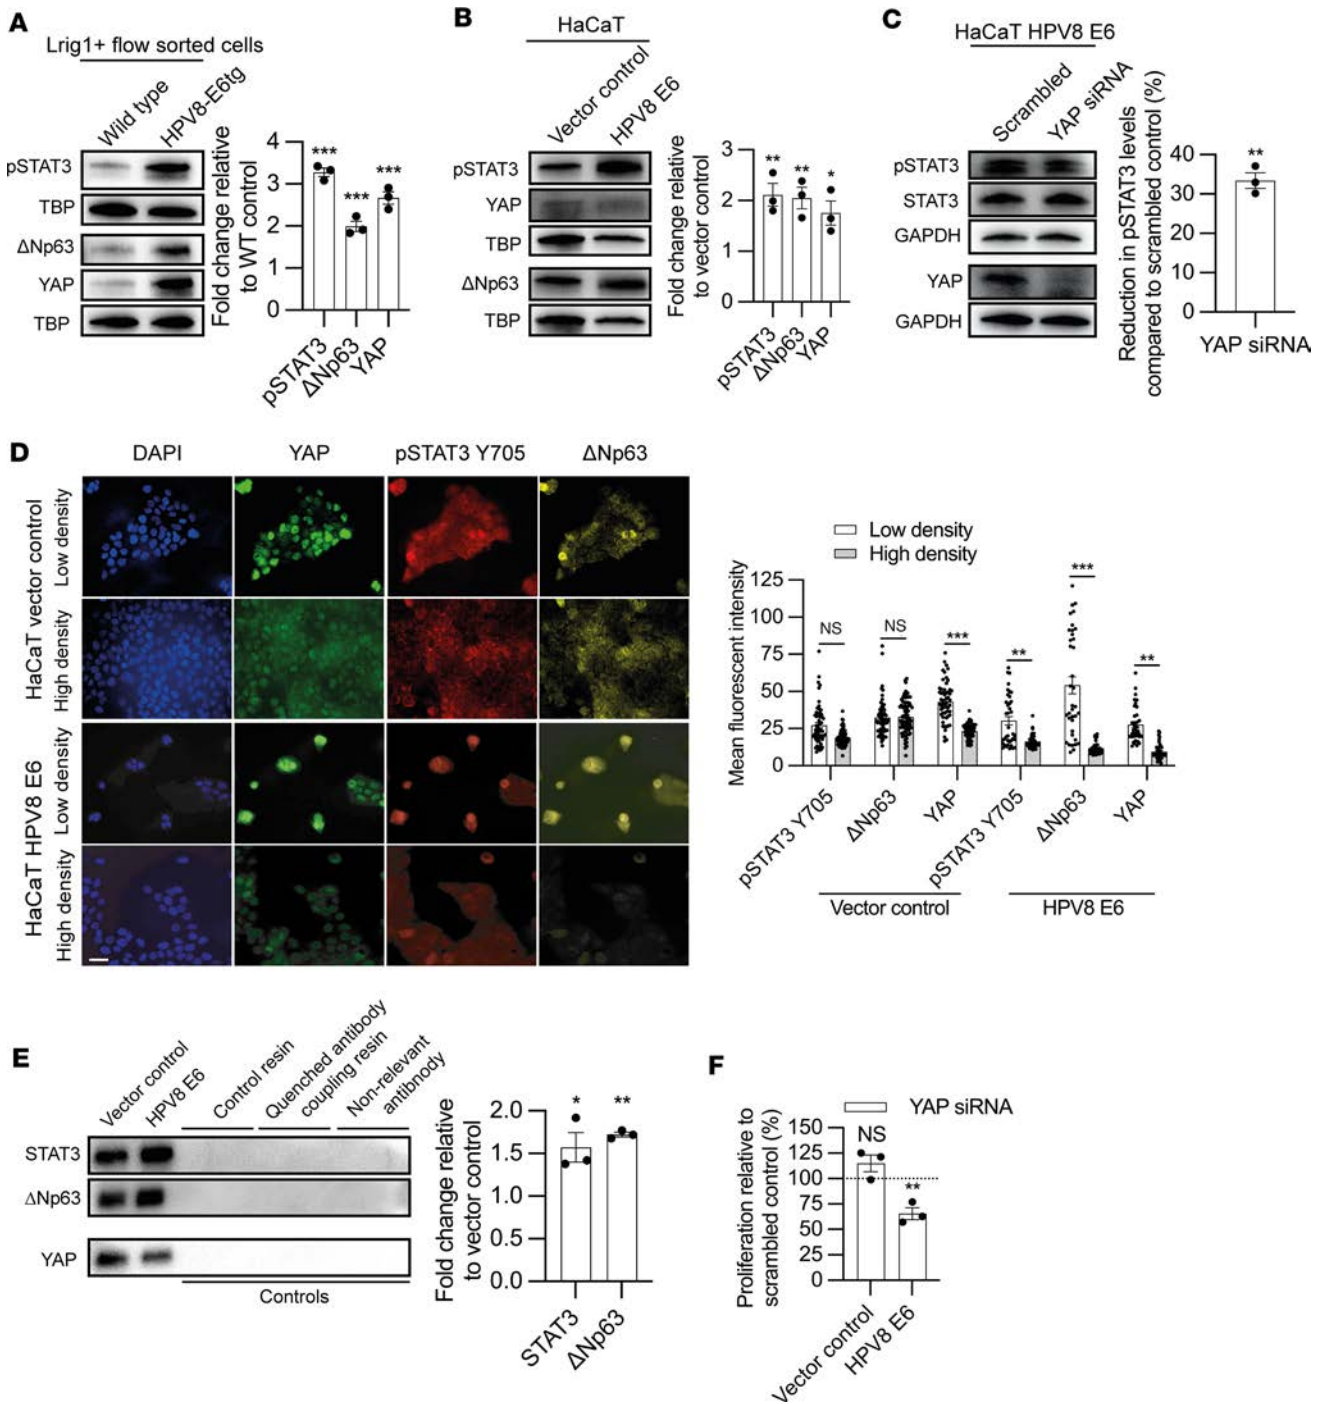 A
Lrig1+ flow sorted cells
Wild type
HPV8-E6tg
pSTAT3
TBP
ΔNp63
YAP
TBP
Fold change relative
to WT control
4
3
2
1
0
***
***
***
pSTAT3
ΔNp63
YAP
B
HaCaT
Vector control
HPV8 E6
pSTAT3
YAP
TBP
ΔNp63
TBP
Fold change relative
to vector control
3
2
1
0
**
**
*
pSTAT3
ΔNp63
YAP
C
HaCaT HPV8 E6
Scrambled
YAP siRNA
pSTAT3
STAT3
GAPDH
YAP
GAPDH
Reduction in pSTAT3 levels
compared to scrambled control (%)
40
30
20
10
0
**
YAP siRNA
D
DAPI
YAP
pSTAT3 Y705
ΔNp63
HaCaT vector control
Low density
High density
HaCaT HPV8 E6
Low density
High density
Low density
High density
Mean fluorescent intensity
125
100
75
50
25
0
NS
NS
***
**
***
**
pSTAT3 Y705
ΔNp63
YAP
pSTAT3 Y705
ΔNp63
YAP
Vector control
HPV8 E6
E
Vector control
HPV8 E6
Control resin
Quenched antibody
coupling resin
Non-relevant
antibnody
STAT3
ΔNp63
YAP
Controls
Fold change relative
to vector control
2.0
1.5
1.0
0.5
0.0
*
**
STAT3
ΔNp63
F
YAP siRNA
Proliferation relative to
scrambled control (%)
150
125
100
75
50
25
0
NS
**
Vector control
HPV8 E6